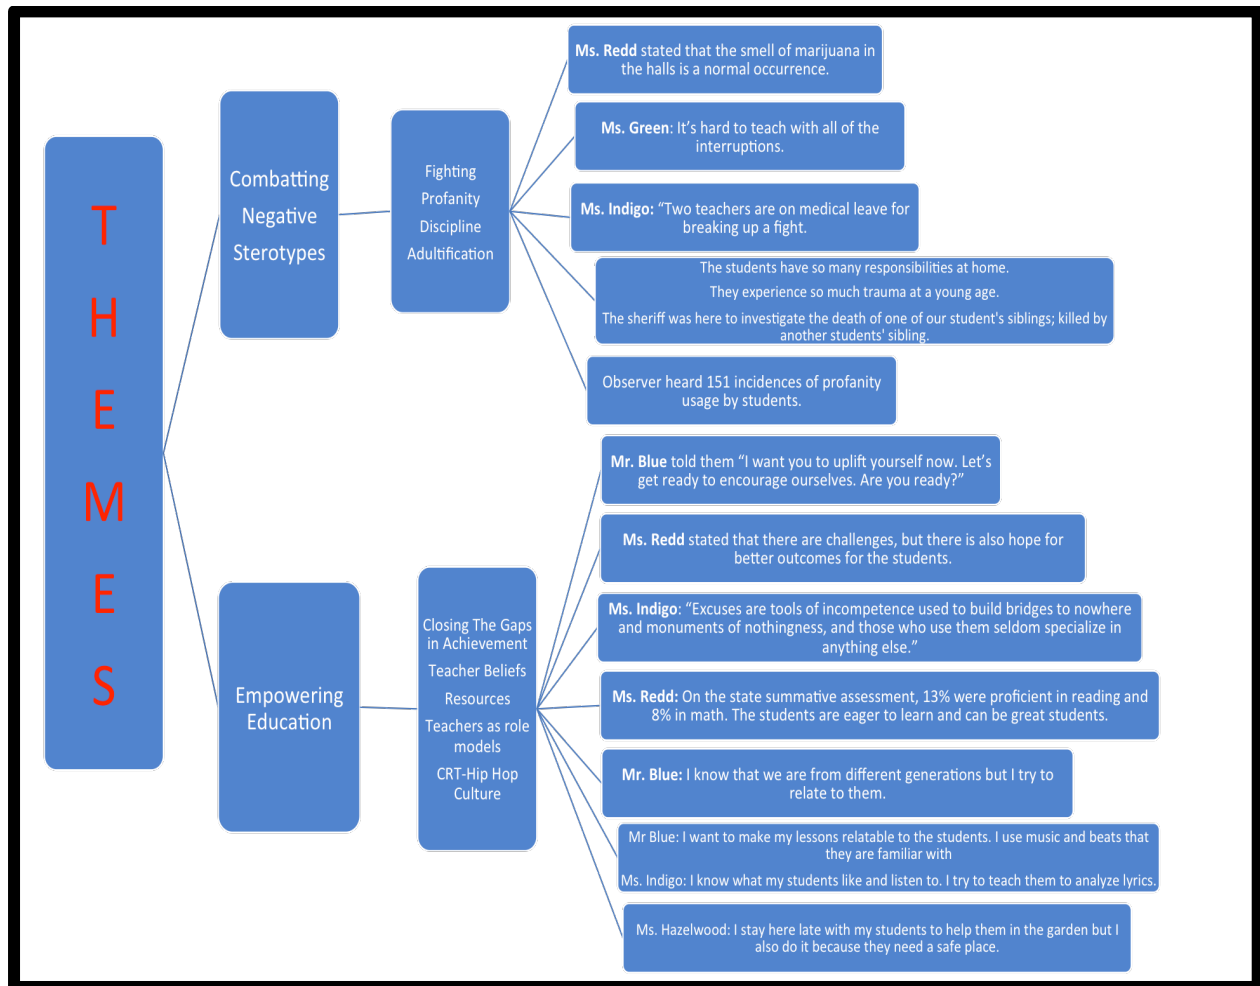 T
H
E
M
E
S
Combatting
Negative
Sterotypes
Fighting
Profanity
Discipline
Adultification
Ms. Redd stated that the smell of marijuana in
the halls is a normal occurrence.
Ms. Green: It's hard to teach with all of the
interruptions.
Ms. Indigo: “Two teachers are on medical leave for
breaking up a fight.
The students have so many responsibilities at home.
They experience so much trauma at a young age.
The sheriff was here to investigate the death of one of our student's siblings; killed by
another students' sibling.
Observer heard 151 incidences of profanity
usage by students.
Empowering
Education
Closing The Gaps
in Achievement
Teacher Beliefs
Resources
Teachers as role
models
CRT-Hip Hop
Culture
Mr. Blue told them “I want you to uplift yourself now. Let's
get ready to encourage ourselves. Are you ready?”
Ms. Redd stated that there are challenges, but there is also hope for
better outcomes for the students.
Ms. Indigo: “Excuses are tools of incompetence used to build bridges to nowhere
and monuments of nothingness, and those who use them seldom specialize in
anything else.”
Ms. Redd: On the state summative assessment, 13% were proficient in reading and
8% in math. The students are eager to learn and can be great students.
Mr. Blue: I know that we are from different generations but I try to
relate to them.
Mr Blue: I want to make my lessons relatable to the students. I use music and beats that
they are familiar with
Ms. Indigo: I know what my students like and listen to. I try to teach them to analyze lyrics.
Ms. Hazelwood: I stay here late with my students to help them in the garden but I
also do it because they need a safe place.